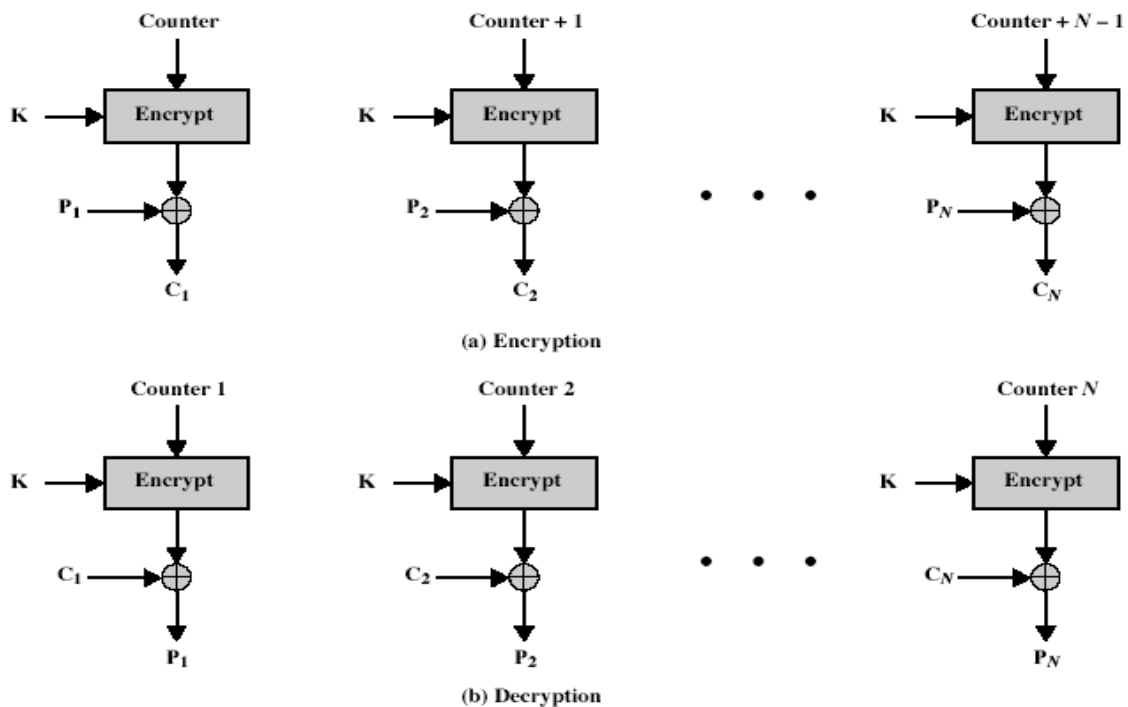 Counter Counter + 1 Counter + N – 1
K Encrypt K Encrypt K Encrypt
P1 P2 PN
C1 C2 CN
(a) Encryption
Counter 1 Counter 2 Counter N
K Encrypt K Encrypt K Encrypt
C1 C2 CN
P1 P2 PN
(b) Decryption